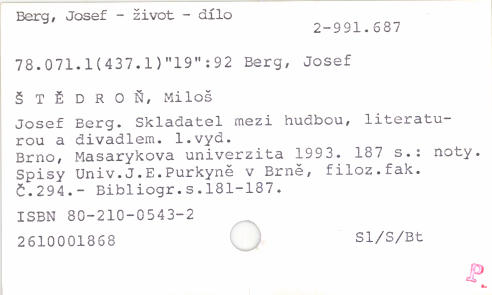 Berg, Josef - život - dílo
2-991.687
78.071.1(437.1)"19":92 Berg, Josef
Š T Ě D R O Ň, Miloš
Josef Berg. Skladatel mezi hudbou, literatu-
rou a divadlem. 1.vyd.
Brno, Masarykova univerzita 1993. 187 s.: noty.
Spisy Univ.J.E.Purkyně v Brně, filoz.fak.
Č.294.- Bibliogr.s.181-187.
ISBN 80-210-0543-2
2610001868 Sl/S/Bt
P.